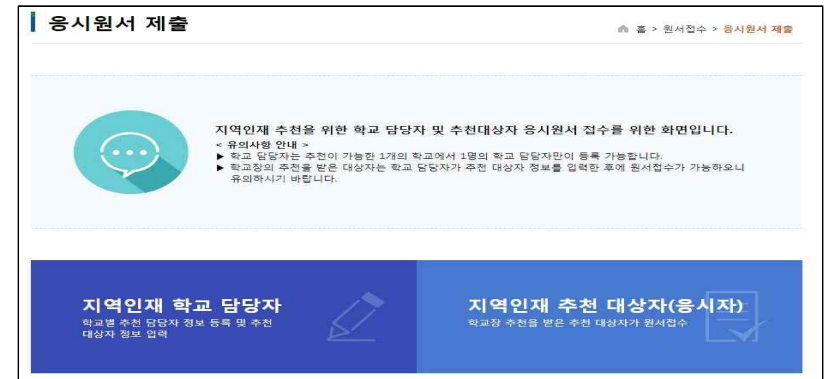 응시원서 제출
홈 > 원서접수 > 응시원서 제출
지역인재 추천을 위한 학교 담당자 및 추천대상자 응시원서 접수를 위한 화면입니다.
< 유의사항 안내 >
▶ 학교 담당자는 추천이 가능한 1개의 학교에서 1명의 학교 담당자만이 등록 가능합니다.
▶ 학교장의 추천을 받은 대상자는 학교 담당자가 추천 대상자 정보를 입력한 후에 원서접수가 가능하오니
유의하시기 바랍니다.
지역인재 학교 담당자
학교별 추천 담당자 정보 등록 및 추천
대상자 정보 입력
지역인재 추천 대상자(응시자)
학교장 추천을 받은 추천 대상자가 원서접수